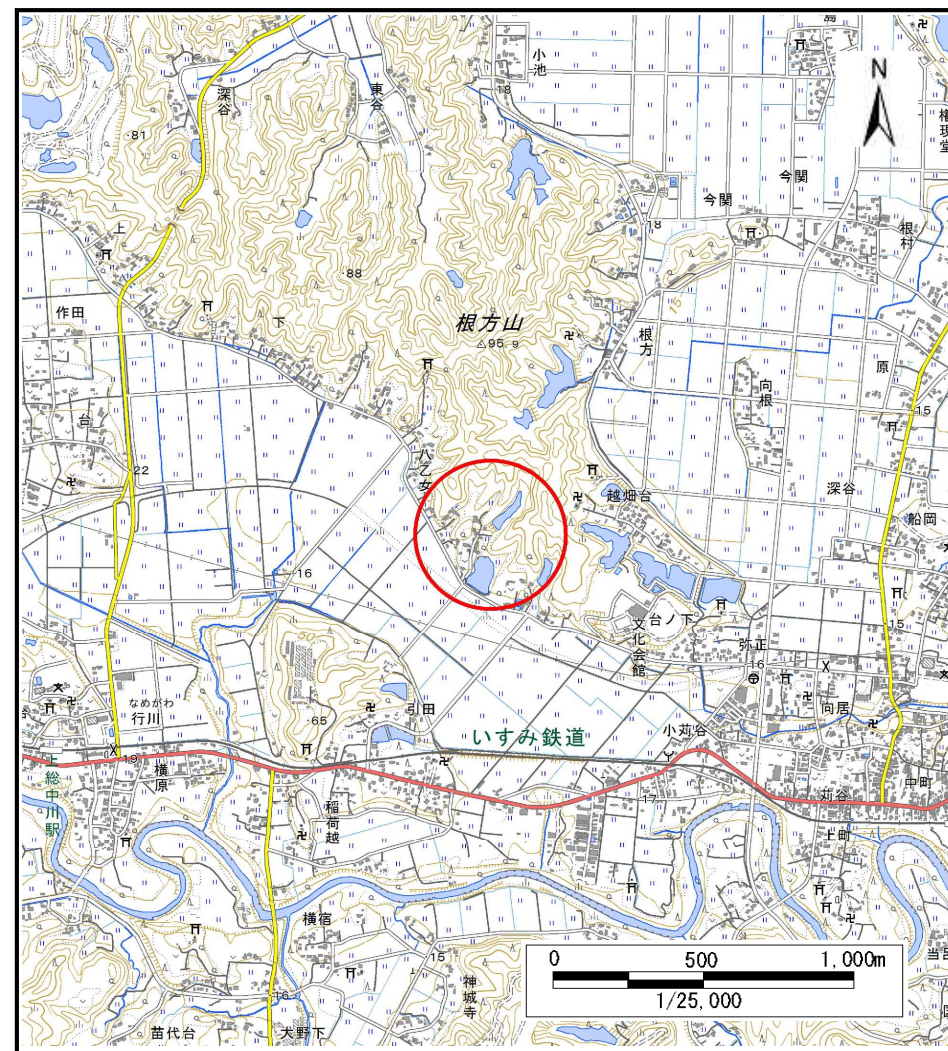 島
小池
N
深谷
東谷
18
81
権現堂
今関
今関
18
上
根村
88
作田
下
15
根方山
95.9
根方
原
向根
15
台
八乙女
22
越畑台
深谷
船岡
16
台ノ下
文化会館
15
弥正
16
なめがわ
行川
引田
向居
65
小苅谷
いすみ鉄道
19
横原
上総中川駅
17
苅谷
中町
稲荷越
上町
横宿
15
神城寺
0 500 1,000m
1/25,000
16
苗代台
大野下